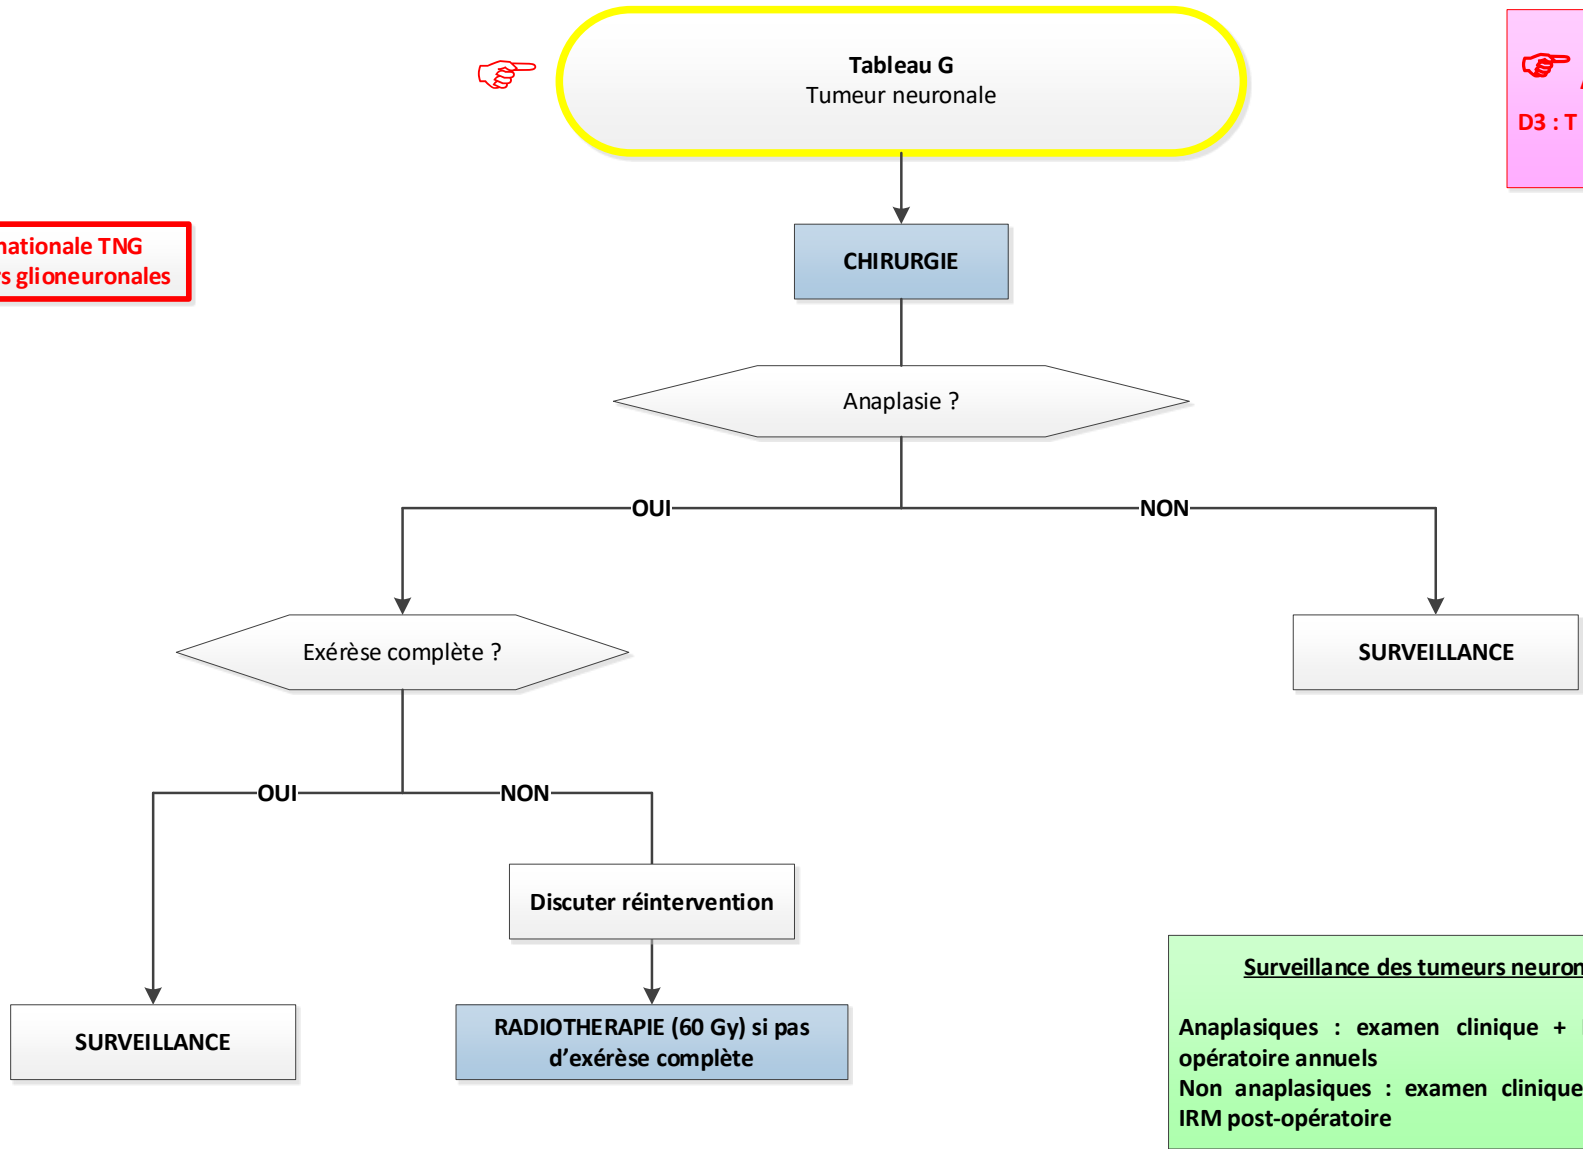 Tableau G
Tumeur neuronale
D3 : T
nationale TNG
rs glioneuronales
CHIRURGIE
Anaplasie ?
OUI
NON
Exérèse complète ?
SURVEILLANCE
OUI
NON
Discuter réintervention
SURVEILLANCE
RADIOTHERAPIE (60 Gy) si pas
d’exérèse complète
Surveillance des tumeurs neuron
Anaplasiques : examen clinique +
opératoire annuels
Non anaplasiques : examen clinique
IRM post-opératoire